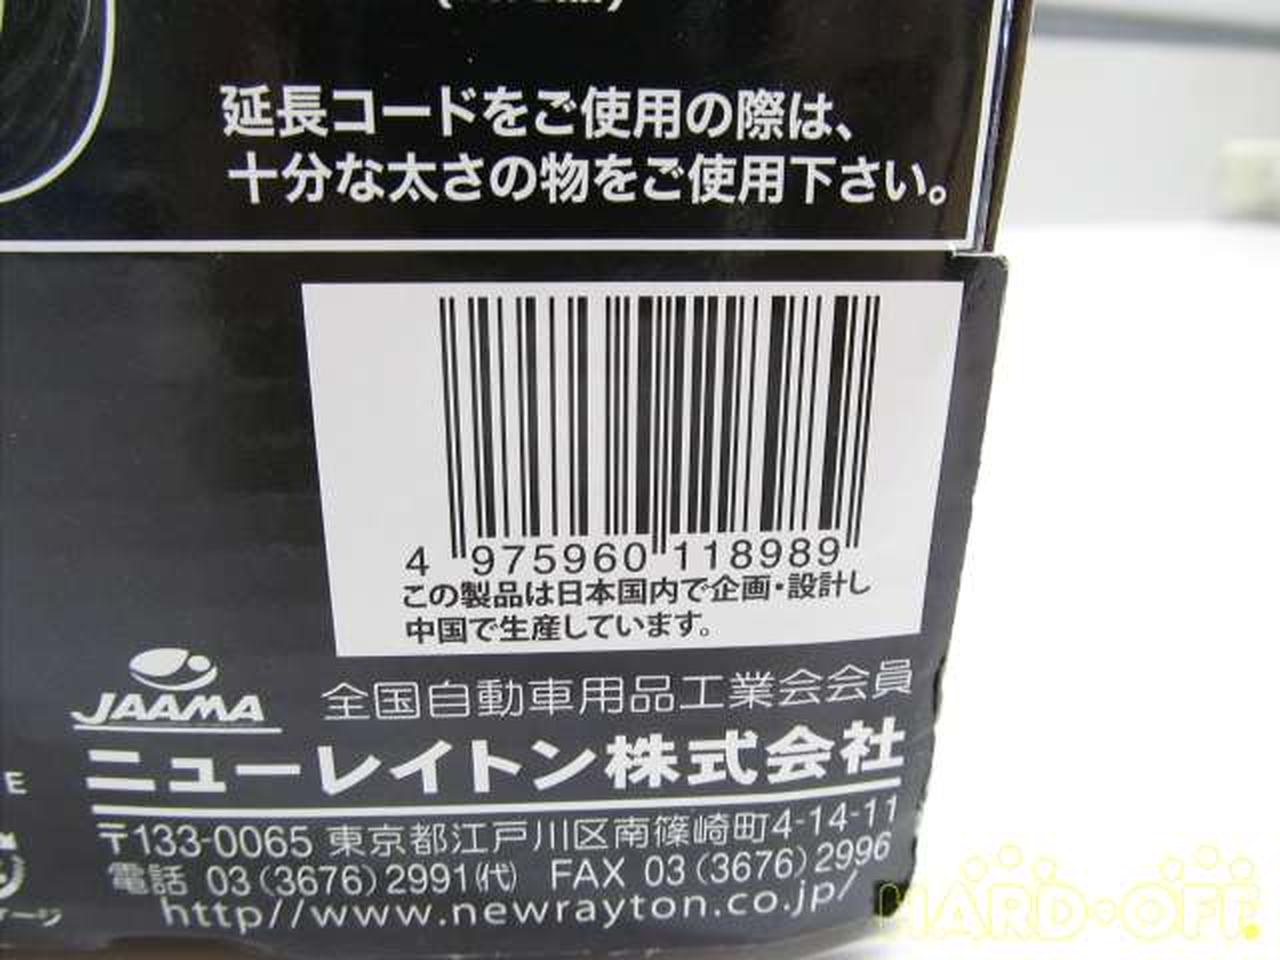 延長コードをご使用の際は、
十分な太さの物をご使用下さい。
4 975960 118989
この製品は日本国内で企画・設計し
中国で生産しています。
JAAMA 全国自動車用品工業会会員
ニューレイトン株式会社
〒133-0065 東京都江戸川区南篠崎町4-14-11
電話 03(3676)2991(代) FAX 03(3676)2996
http//www.newrayton.co.jp/
E
ージ
HARD・OFF